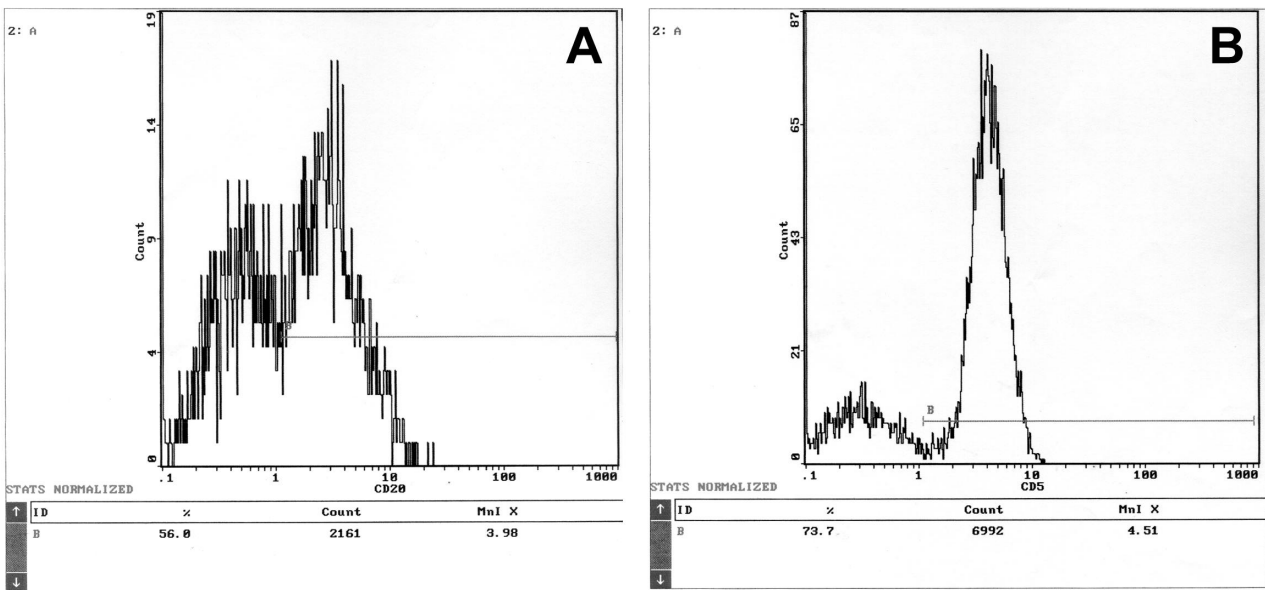 A
2: A
19
14
9
4
0
Count
B
.1
1
10
100
1000
CD20
STATS NORMALIZED
ID % Count MnI X
B 56.0 2161 3.98
B
2: A
87
65
43
21
0
Count
B
.1
1
10
100
1000
CD5
STATS NORMALIZED
ID % Count MnI X
B 73.7 6992 4.51